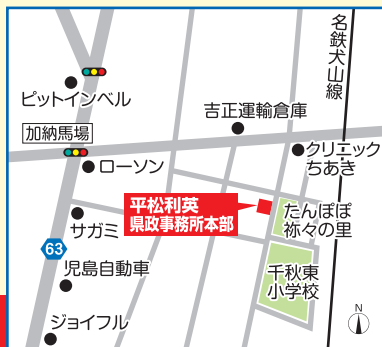 名鉄犬山線
ピットインベル
吉正運輸倉庫
加納馬場
クリニック
ちあき
ローソン
平松利英
県政事務所本部
たんぽぽ
祢々の里
サガミ
63
児島自動車
千秋東
小学校
ジョイフル
N